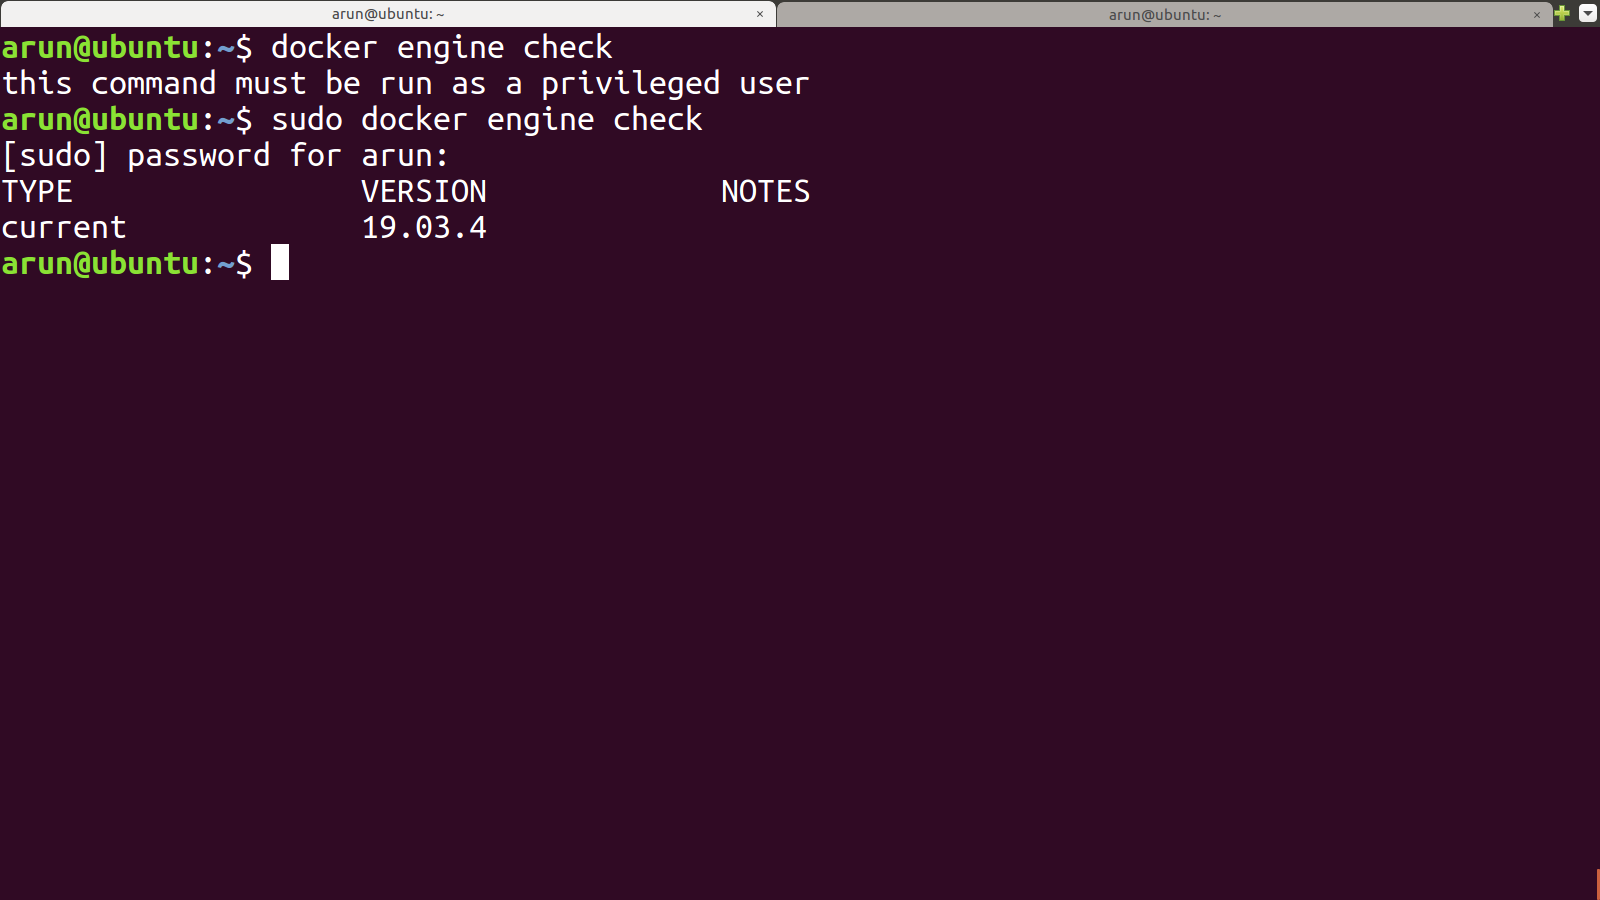 arun@ubuntu: ~ × arun@ubuntu: ~ ×
arun@ubuntu:~$ docker engine check
this command must be run as a privileged user
arun@ubuntu:~$ sudo docker engine check
[sudo] password for arun:
TYPE VERSION NOTES
current 19.03.4
arun@ubuntu:~$